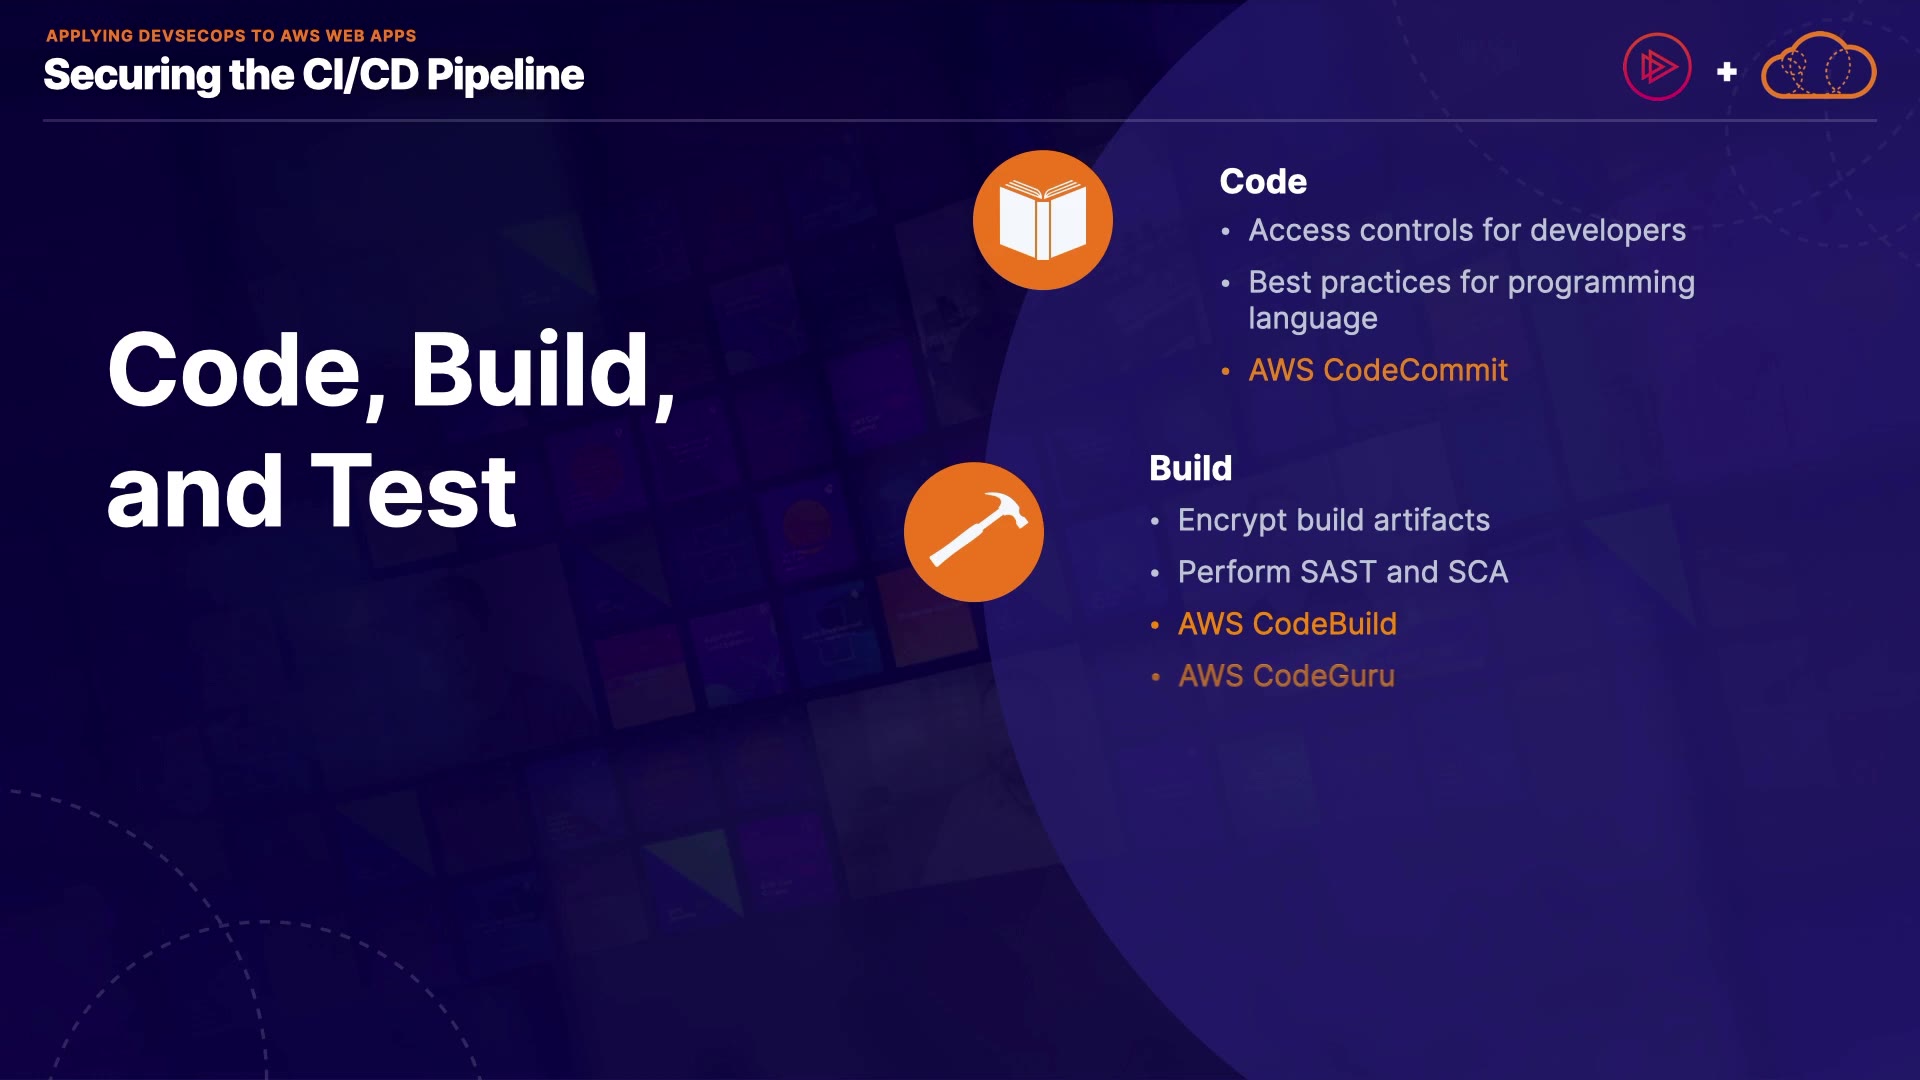 APPLYING DEVSECOPS TO AWS WEB APPS
Securing the CI/CD Pipeline
Code, Build,
and Test
Code
• Access controls for developers
• Best practices for programming
language
• AWS CodeCommit
Build
• Encrypt build artifacts
• Perform SAST and SCA
• AWS CodeBuild
• AWS CodeGuru